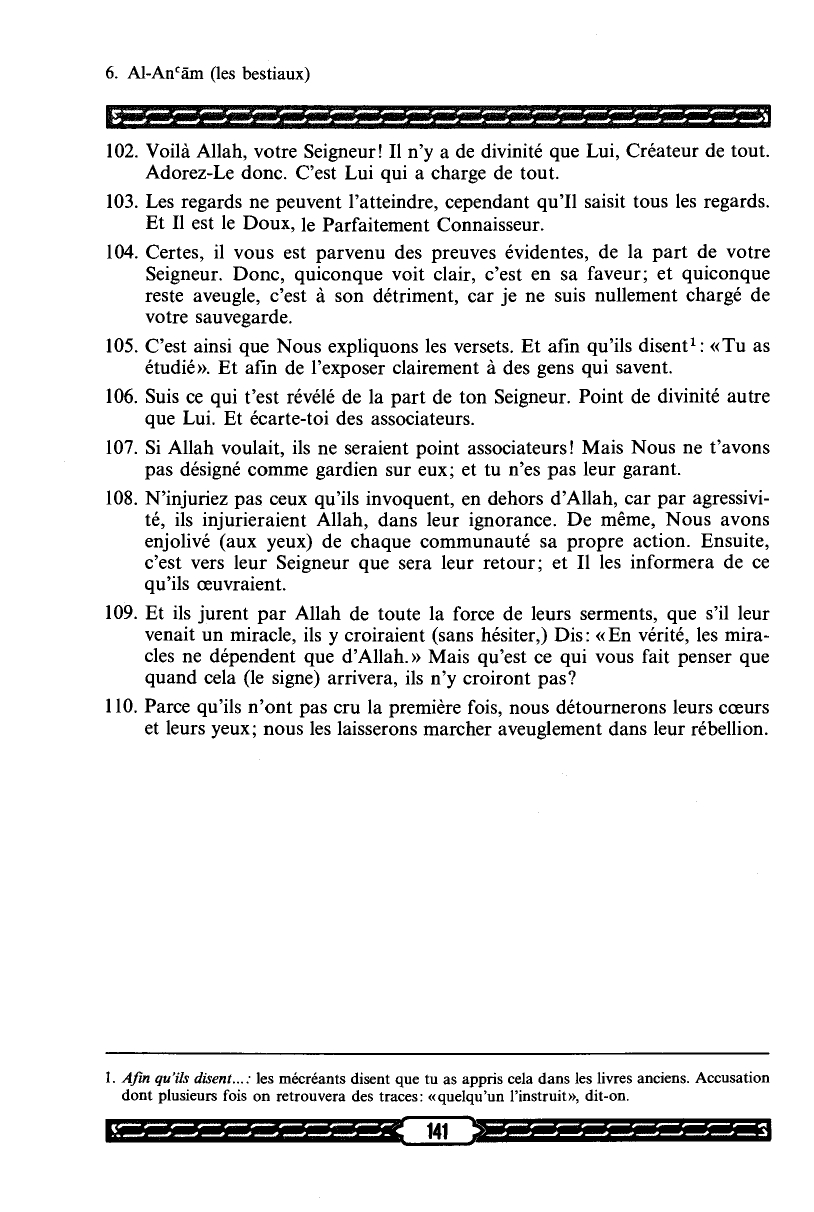 6. Al-Anᶜām (les bestiaux)
102. Voilà Allah, votre Seigneur! Il n'y a de divinité que Lui, Créateur de tout.
Adorez-Le donc. C'est Lui qui a charge de tout.
103. Les regards ne peuvent l'atteindre, cependant qu'Il saisit tous les regards.
Et Il est le Doux, le Parfaitement Connaisseur.
104. Certes, il vous est parvenu des preuves évidentes, de la part de votre
Seigneur. Donc, quiconque voit clair, c'est en sa faveur; et quiconque
reste aveugle, c'est à son détriment, car je ne suis nullement chargé de
votre sauvegarde.
105. C'est ainsi que Nous expliquons les versets. Et afin qu'ils disent¹: «Tu as
étudié». Et afin de l'exposer clairement à des gens qui savent.
106. Suis ce qui t'est révélé de la part de ton Seigneur. Point de divinité autre
que Lui. Et écarte-toi des associateurs.
107. Si Allah voulait, ils ne seraient point associateurs! Mais Nous ne t'avons
pas désigné comme gardien sur eux; et tu n'es pas leur garant.
108. N'injuriez pas ceux qu'ils invoquent, en dehors d'Allah, car par agressivi-
té, ils injurieraient Allah, dans leur ignorance. De même, Nous avons
enjolivé (aux yeux) de chaque communauté sa propre action. Ensuite,
c'est vers leur Seigneur que sera leur retour; et Il les informera de ce
qu'ils œuvraient.
109. Et ils jurent par Allah de toute la force de leurs serments, que s'il leur
venait un miracle, ils y croiraient (sans hésiter,) Dis: «En vérité, les mira-
cles ne dépendent que d'Allah.» Mais qu'est ce qui vous fait penser que
quand cela (le signe) arrivera, ils n'y croiront pas?
110. Parce qu'ils n'ont pas cru la première fois, nous détournerons leurs cœurs
et leurs yeux; nous les laisserons marcher aveuglement dans leur rébellion.
1. Afin qu'ils disent...: les mécréants disent que tu as appris cela dans les livres anciens. Accusation
dont plusieurs fois on retrouvera des traces: «quelqu'un l'instruit», dit-on.
141